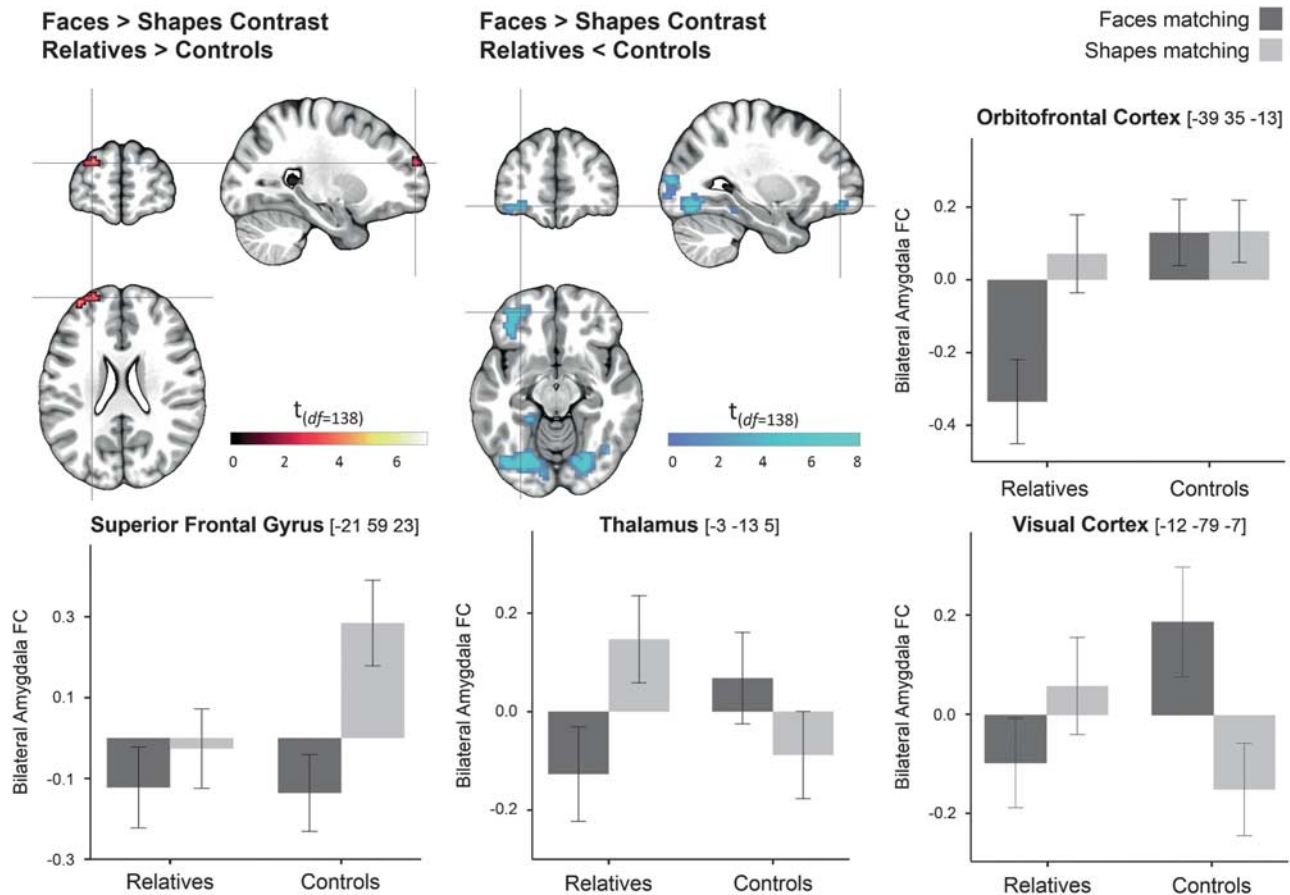 Faces > Shapes Contrast
Relatives > Controls
Faces > Shapes Contrast
Relatives < Controls
Faces matching
Shapes matching
t(df=138)
0 2 4 6
t(df=138)
0 2 4 6 8
Orbitofrontal Cortex [-39 35 -13]
Bilateral Amygdala FC
0.2
0.0
-0.2
-0.4
Relatives Controls
Superior Frontal Gyrus [-21 59 23]
Bilateral Amygdala FC
0.3
0.1
-0.1
-0.3
Relatives Controls
Thalamus [-3 -13 5]
Bilateral Amygdala FC
0.2
0.0
-0.2
Relatives Controls
Visual Cortex [-12 -79 -7]
Bilateral Amygdala FC
0.2
0.0
-0.2
Relatives Controls